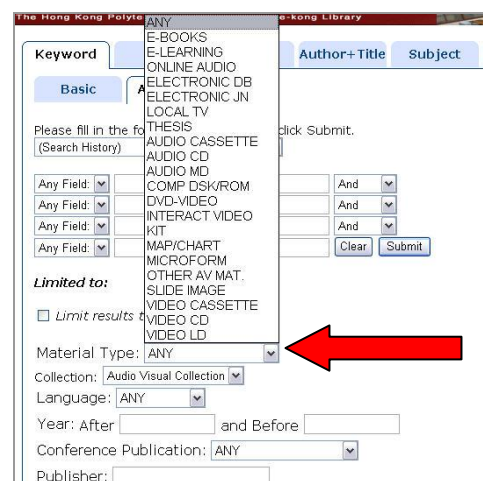 The Hong Kong Polyte
e-kong Library
Keyword
Author+Title
Subject
Basic
A
Please fill in the fo
click Submit.
(Search History)
Any Field:
And
Any Field:
And
Any Field:
And
Any Field:
Clear
Submit
Limited to:
Limit results t
ANY
E-BOOKS
E-LEARNING
ONLINE AUDIO
ELECTRONIC DB
ELECTRONIC JN
LOCAL TV
THESIS
AUDIO CASSETTE
AUDIO CD
AUDIO MD
COMP DSK/ROM
DVD-VIDEO
INTERACT VIDEO
KIT
MAP/CHART
MICROFORM
OTHER AV MAT.
SLIDE IMAGE
VIDEO CASSETTE
VIDEO CD
VIDEO LD
Material Type: ANY
Collection: Audio Visual Collection
Language: ANY
Year: After and Before
Conference Publication: ANY
Publisher: